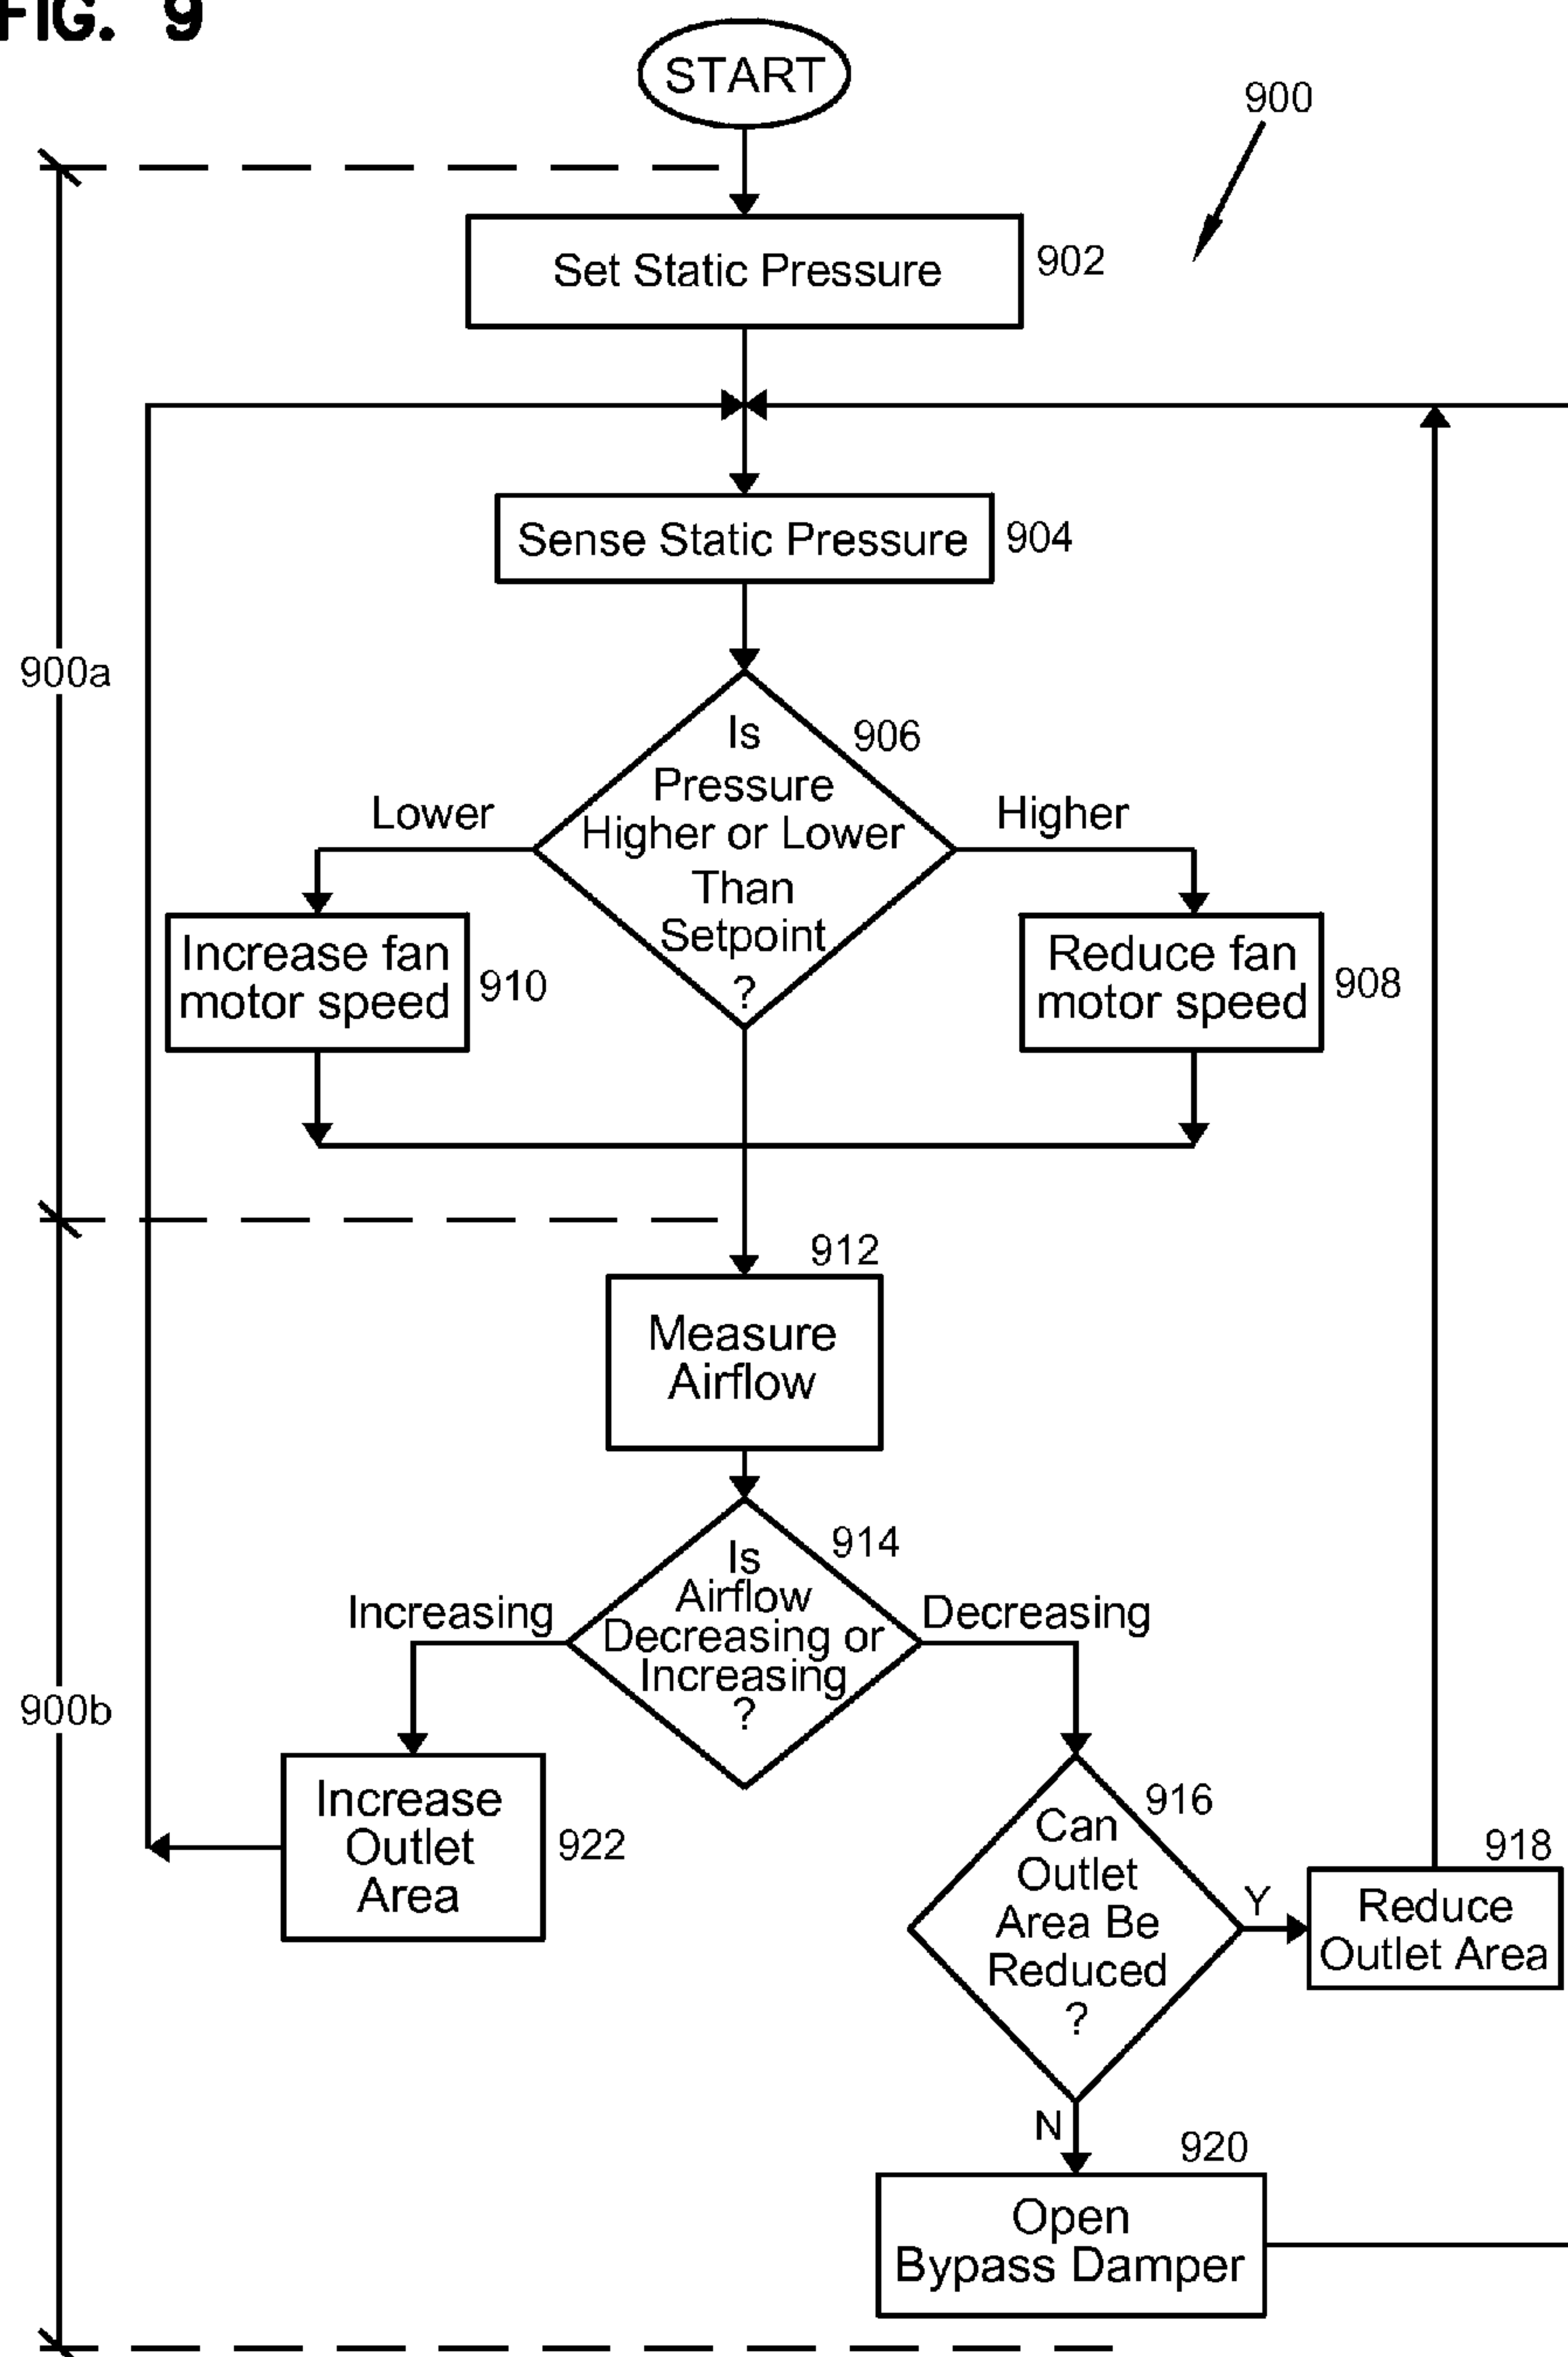 FIG. 9
START
900
Set Static Pressure
902
Sense Static Pressure
904
900a
Is
Pressure
Higher or Lower
Than
Setpoint
?
906
Lower
Higher
Increase fan
motor speed
910
Reduce fan
motor speed
908
912
Measure
Airflow
Is
Airflow
Decreasing or
Increasing
?
914
Increasing
Decreasing
900b
Increase
Outlet
Area
922
Can
Outlet
Area Be
Reduced
?
916
Y
918
Reduce
Outlet Area
N
920
Open
Bypass Damper